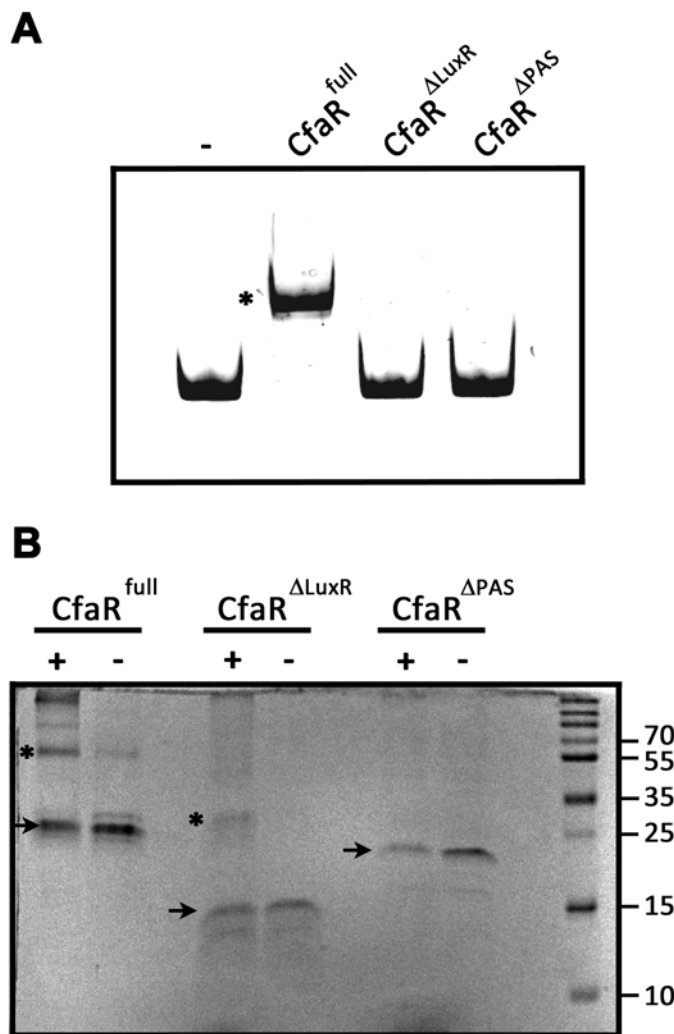 A
-
CfaR^full
CfaR^ΔLuxR
CfaR^ΔPAS
*
B
CfaR^full
CfaR^ΔLuxR
CfaR^ΔPAS
+ - + - + -
70
*
55
35
*
25
15
10